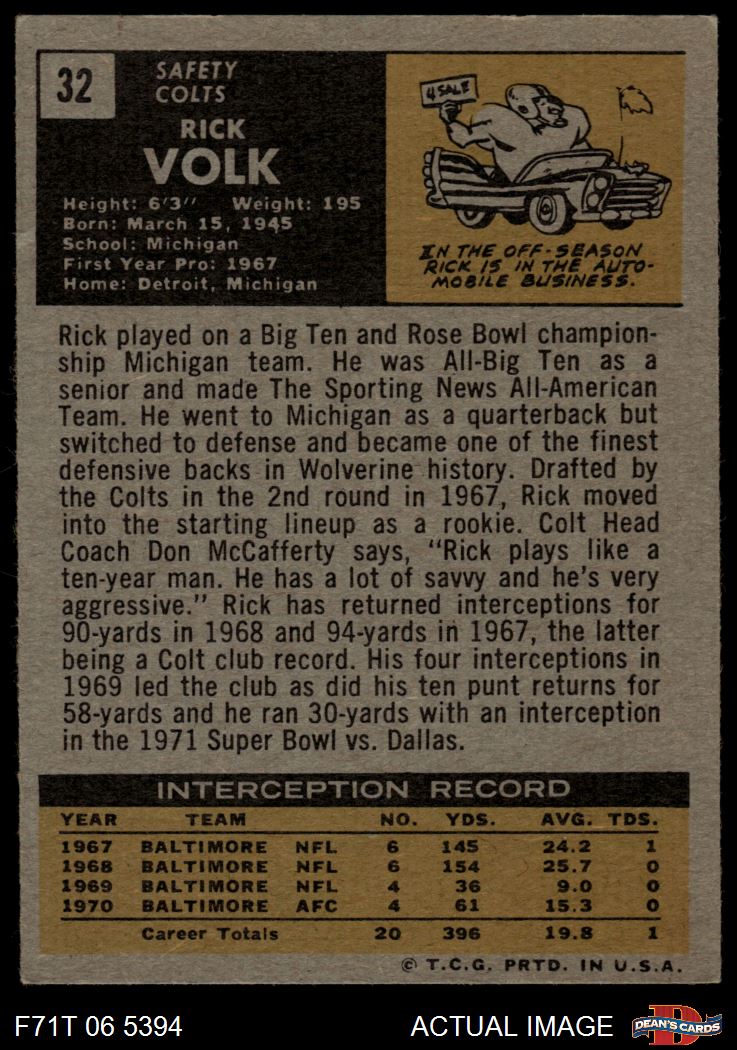 32
SAFETY
COLTS
RICK
VOLK
Height: 6'3" Weight: 195
Born: March 15, 1945
School: Michigan
First Year Pro: 1967
Home: Detroit, Michigan
4 SALE
IN THE OFF-SEASON
RICK IS IN THE AUTO-
MOBILE BUSINESS.
Rick played on a Big Ten and Rose Bowl champion-
ship Michigan team. He was All-Big Ten as a
senior and made The Sporting News All-American
Team. He went to Michigan as a quarterback but
switched to defense and became one of the finest
defensive backs in Wolverine history. Drafted by
the Colts in the 2nd round in 1967, Rick moved
into the starting lineup as a rookie. Colt Head
Coach Don McCafferty says, "Rick plays like a
ten-year man. He has a lot of savvy and he's very
aggressive." Rick has returned interceptions for
90-yards in 1968 and 94-yards in 1967, the latter
being a Colt club record. His four interceptions in
1969 led the club as did his ten punt returns for
58-yards and he ran 30-yards with an interception
in the 1971 Super Bowl vs. Dallas.
INTERCEPTION RECORD
YEAR TEAM NO. YDS. AVG. TDS.
1967 BALTIMORE NFL 6 145 24.2 1
1968 BALTIMORE NFL 6 154 25.7 0
1969 BALTIMORE NFL 4 36 9.0 0
1970 BALTIMORE AFC 4 61 15.3 0
Career Totals 20 396 19.8 1
© T.C.G. PRTD. IN U.S.A.
F71T 06 5394 ACTUAL IMAGE
D
DEAN'S CARDS